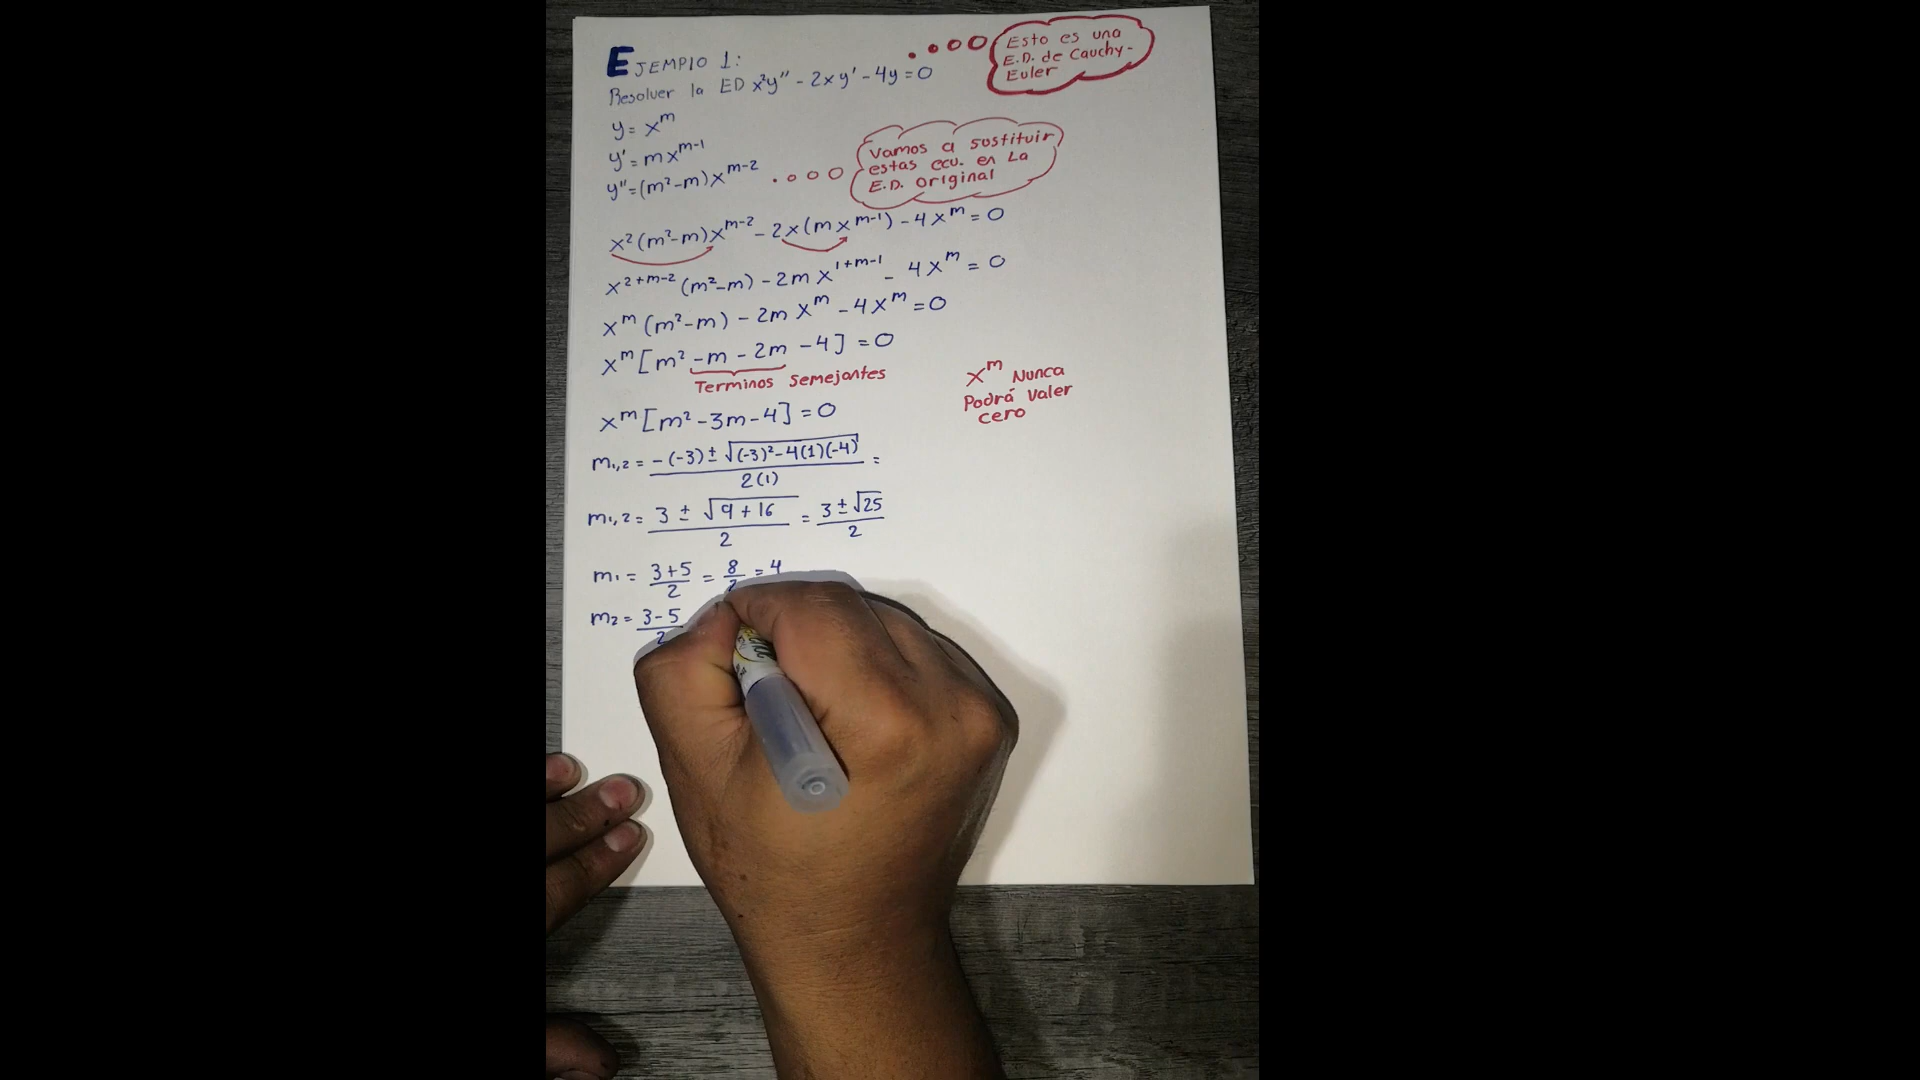 EJEMPLO 1:
Resolver la ED x²y'' - 2xy' - 4y = 0
Esto es una
E.D. de Cauchy-
Euler
y = x^m
y' = mx^{m-1}
y'' = (m²-m)x^{m-2}
Vamos a sustituir
estas ecu. en La
E.D. original
x²(m²-m)x^{m-2} - 2x(mx^{m-1}) - 4x^m = 0
x^{2+m-2}(m²-m) - 2mx^{1+m-1} - 4x^m = 0
x^m(m²-m) - 2mx^m - 4x^m = 0
x^m[m² -m - 2m - 4] = 0
Terminos semejantes
x^m Nunca
Podrá Valer
cero
x^m[m² - 3m - 4] = 0
m₁,₂ = (-(-3) ± √((-3)² - 4(1)(-4))) / 2(1) =
m₁,₂ = (3 ± √(9 + 16)) / 2 = (3 ± √25) / 2
m₁ = (3+5)/2 = 8/2 = 4
m₂ = (3-5)/2